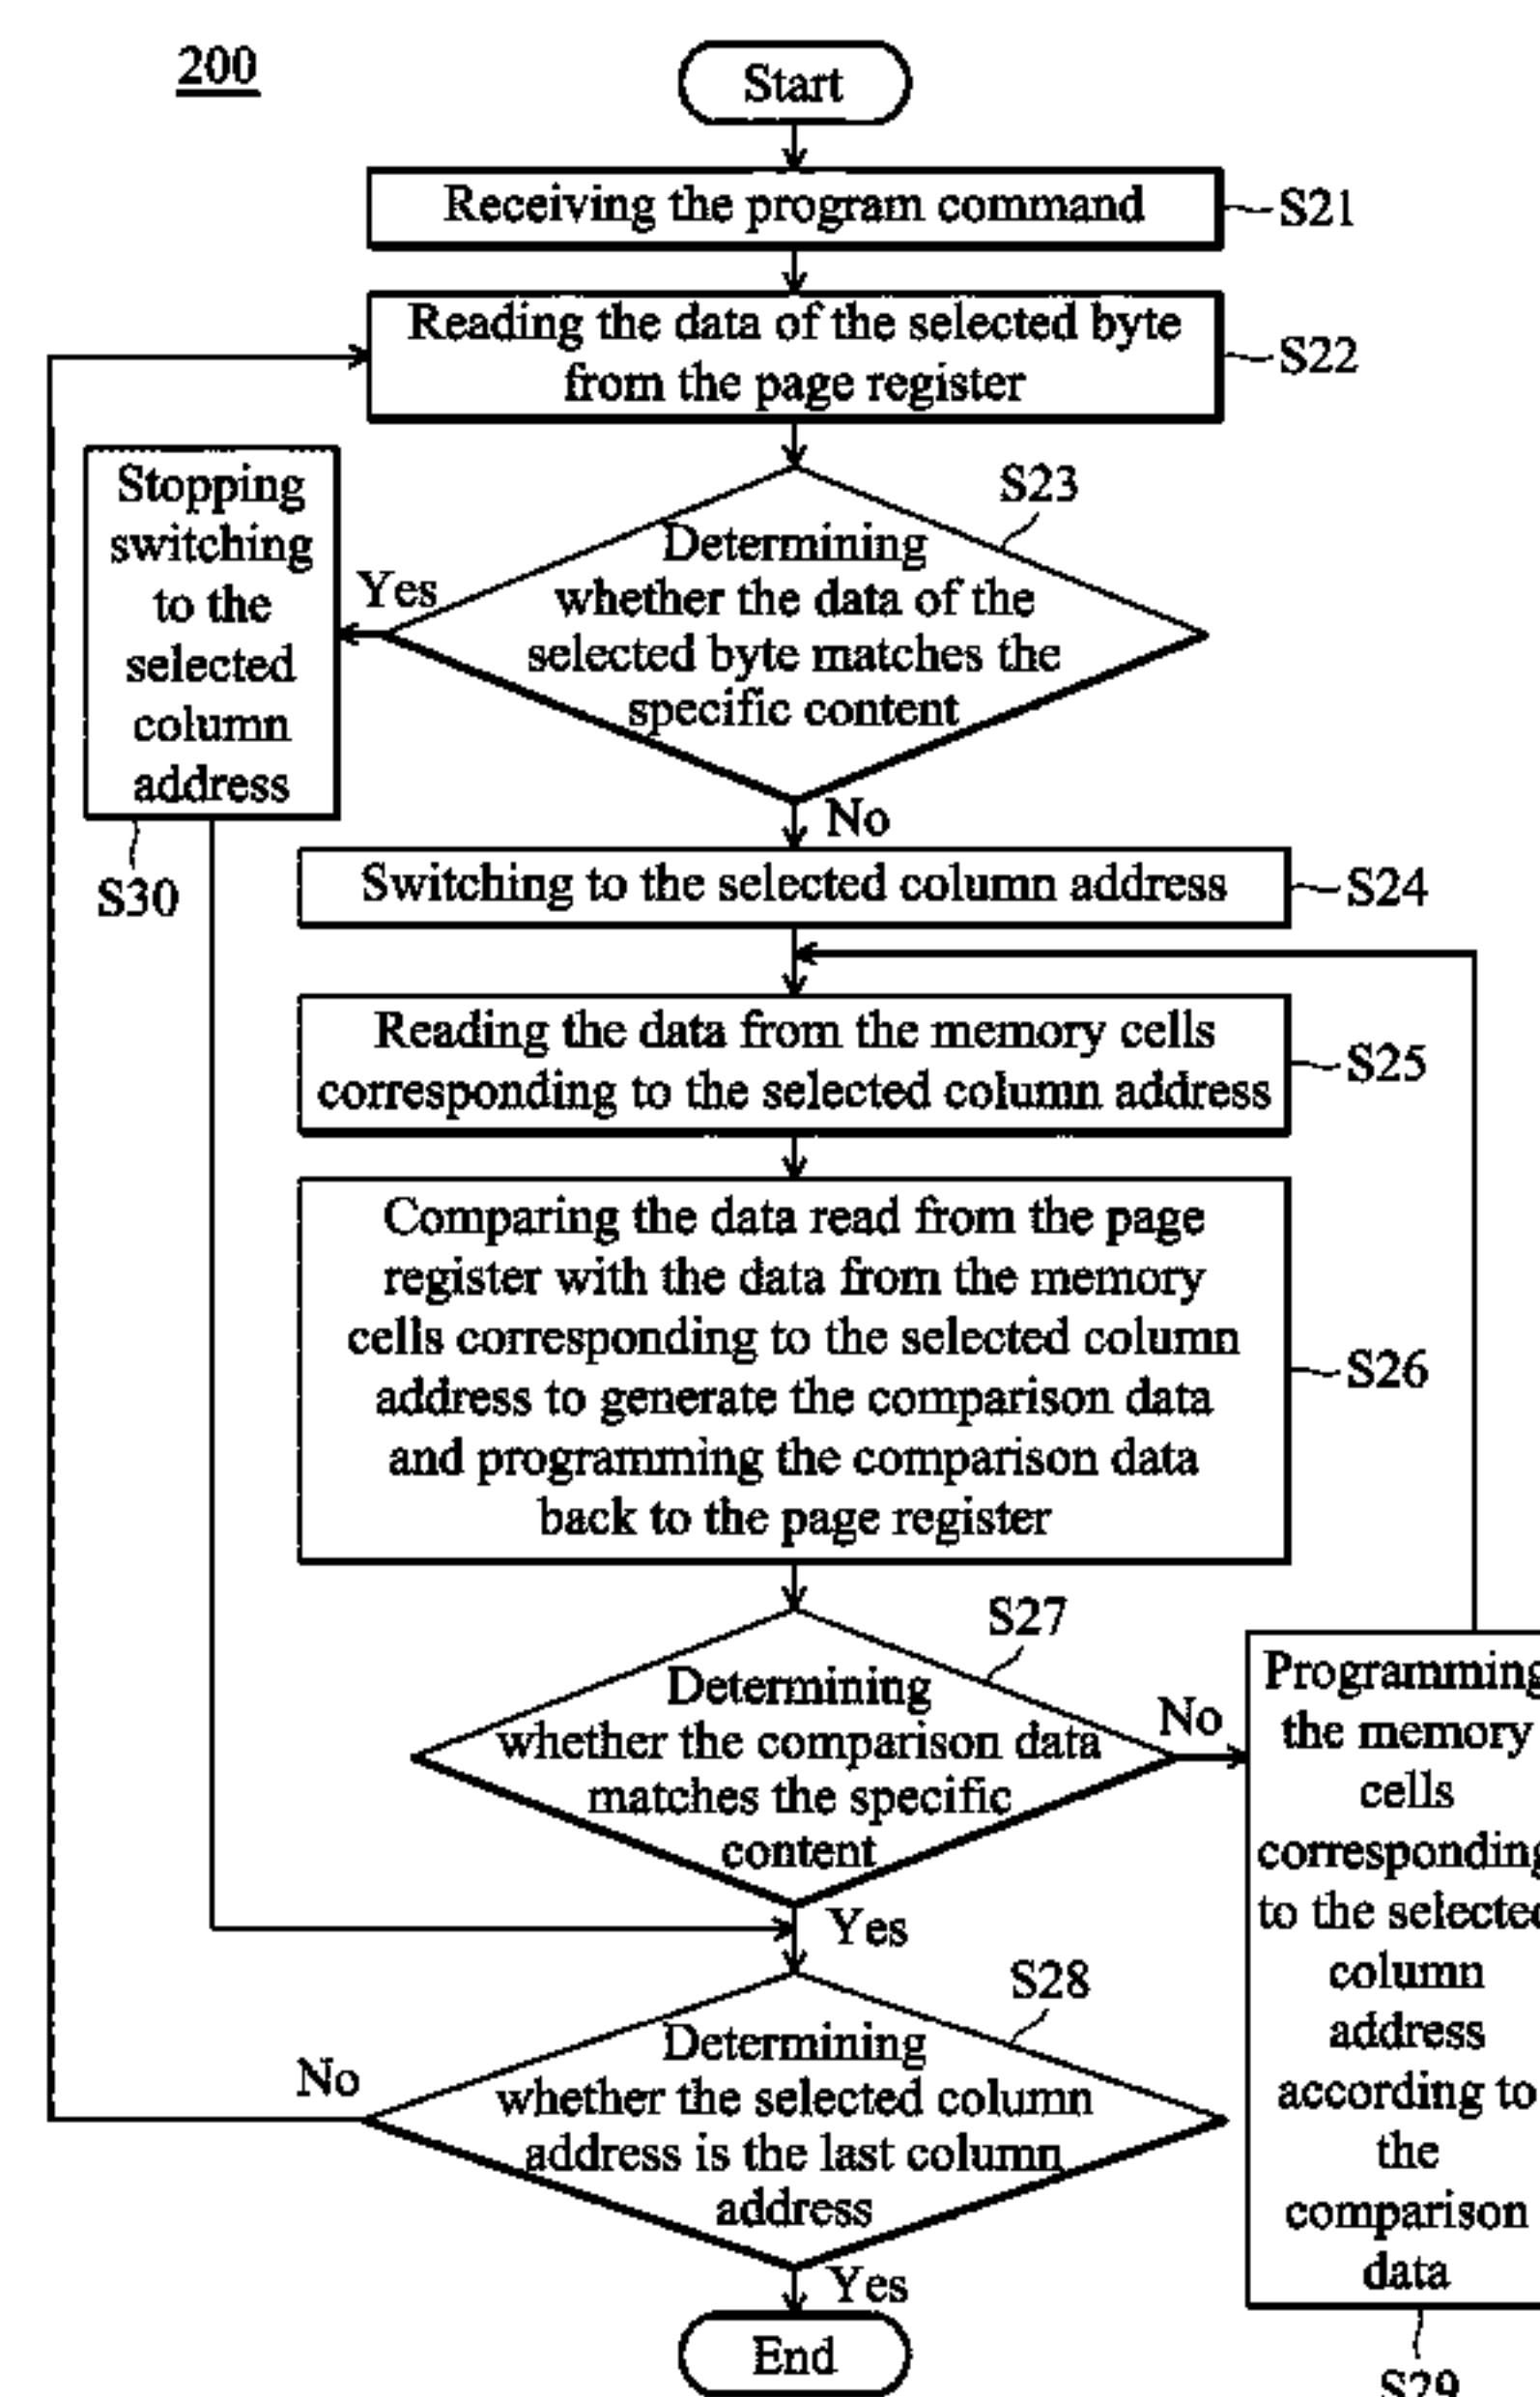 200
Start
Receiving the program command
S21
Reading the data of the selected byte
from the page register
S22
Stopping
switching
to the
selected
column
address
S30
Yes
S23
Determining
whether the data of the
selected byte matches the
specific content
No
Switching to the selected column address
S24
Reading the data from the memory cells
corresponding to the selected column address
S25
Comparing the data read from the page
register with the data from the memory
cells corresponding to the selected column
address to generate the comparison data
and programming the comparison data
back to the page register
S26
S27
Determining
whether the comparison data
matches the specific
content
No
Yes
Programming
the memory
cells
corresponding
to the selected
column
address
according to
the
comparison
data
S29
S28
Determining
whether the selected column
address is the last column
address
No
Yes
End